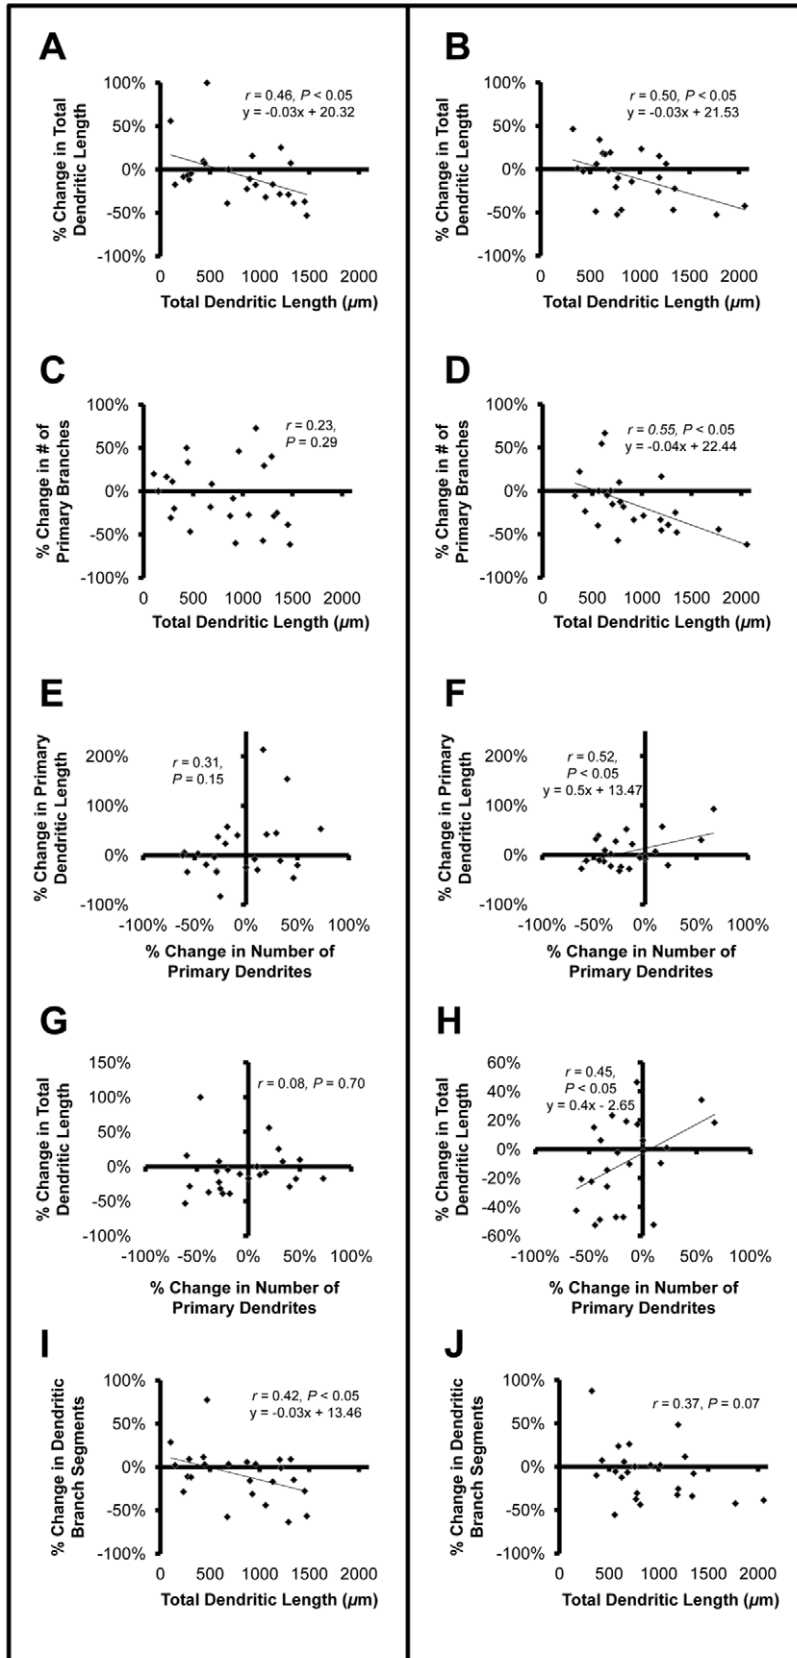 A
100%
50%
0%
-50%
-100%
% Change in Total
Dendritic Length
r = 0.46, P < 0.05
y = -0.03x + 20.32
0 500 1000 1500 2000
Total Dendritic Length (µm)
B
100%
50%
0%
-50%
-100%
% Change in Total
Dendritic Length
r = 0.50, P < 0.05
y = -0.03x + 21.53
0 500 1000 1500 2000
Total Dendritic Length (µm)
C
100%
50%
0%
-50%
-100%
% Change in # of
Primary Branches
r = 0.23,
P = 0.29
0 500 1000 1500 2000
Total Dendritic Length (µm)
D
100%
50%
0%
-50%
-100%
% Change in # of
Primary Branches
r = 0.55, P < 0.05
y = -0.04x + 22.44
0 500 1000 1500 2000
Total Dendritic Length (µm)
E
200%
100%
0%
-100%
% Change in Primary
Dendritic Length
r = 0.31,
P = 0.15
-100% -50% 0% 50% 100%
% Change in Number of
Primary Dendrites
F
200%
100%
0%
-100%
% Change in Primary
Dendritic Length
r = 0.52,
P < 0.05
y = 0.5x + 13.47
-100% -50% 0% 50% 100%
% Change in Number of
Primary Dendrites
G
150%
100%
50%
0%
-50%
-100%
% Change in Total
Dendritic Length
r = 0.08, P = 0.70
-100% -50% 0% 50% 100%
% Change in Number of
Primary Dendrites
H
60%
40%
20%
0%
-20%
-40%
-60%
% Change in Total
Dendritic Length
r = 0.45,
P < 0.05
y = 0.4x - 2.65
-100% -50% 0% 50% 100%
% Change in Number of
Primary Dendrites
I
100%
50%
0%
-50%
-100%
% Change in Dendritic
Branch Segments
r = 0.42, P < 0.05
y = -0.03x + 13.46
0 500 1000 1500 2000
Total Dendritic Length (µm)
J
100%
50%
0%
-50%
-100%
% Change in Dendritic
Branch Segments
r = 0.37, P = 0.07
0 500 1000 1500 2000
Total Dendritic Length (µm)